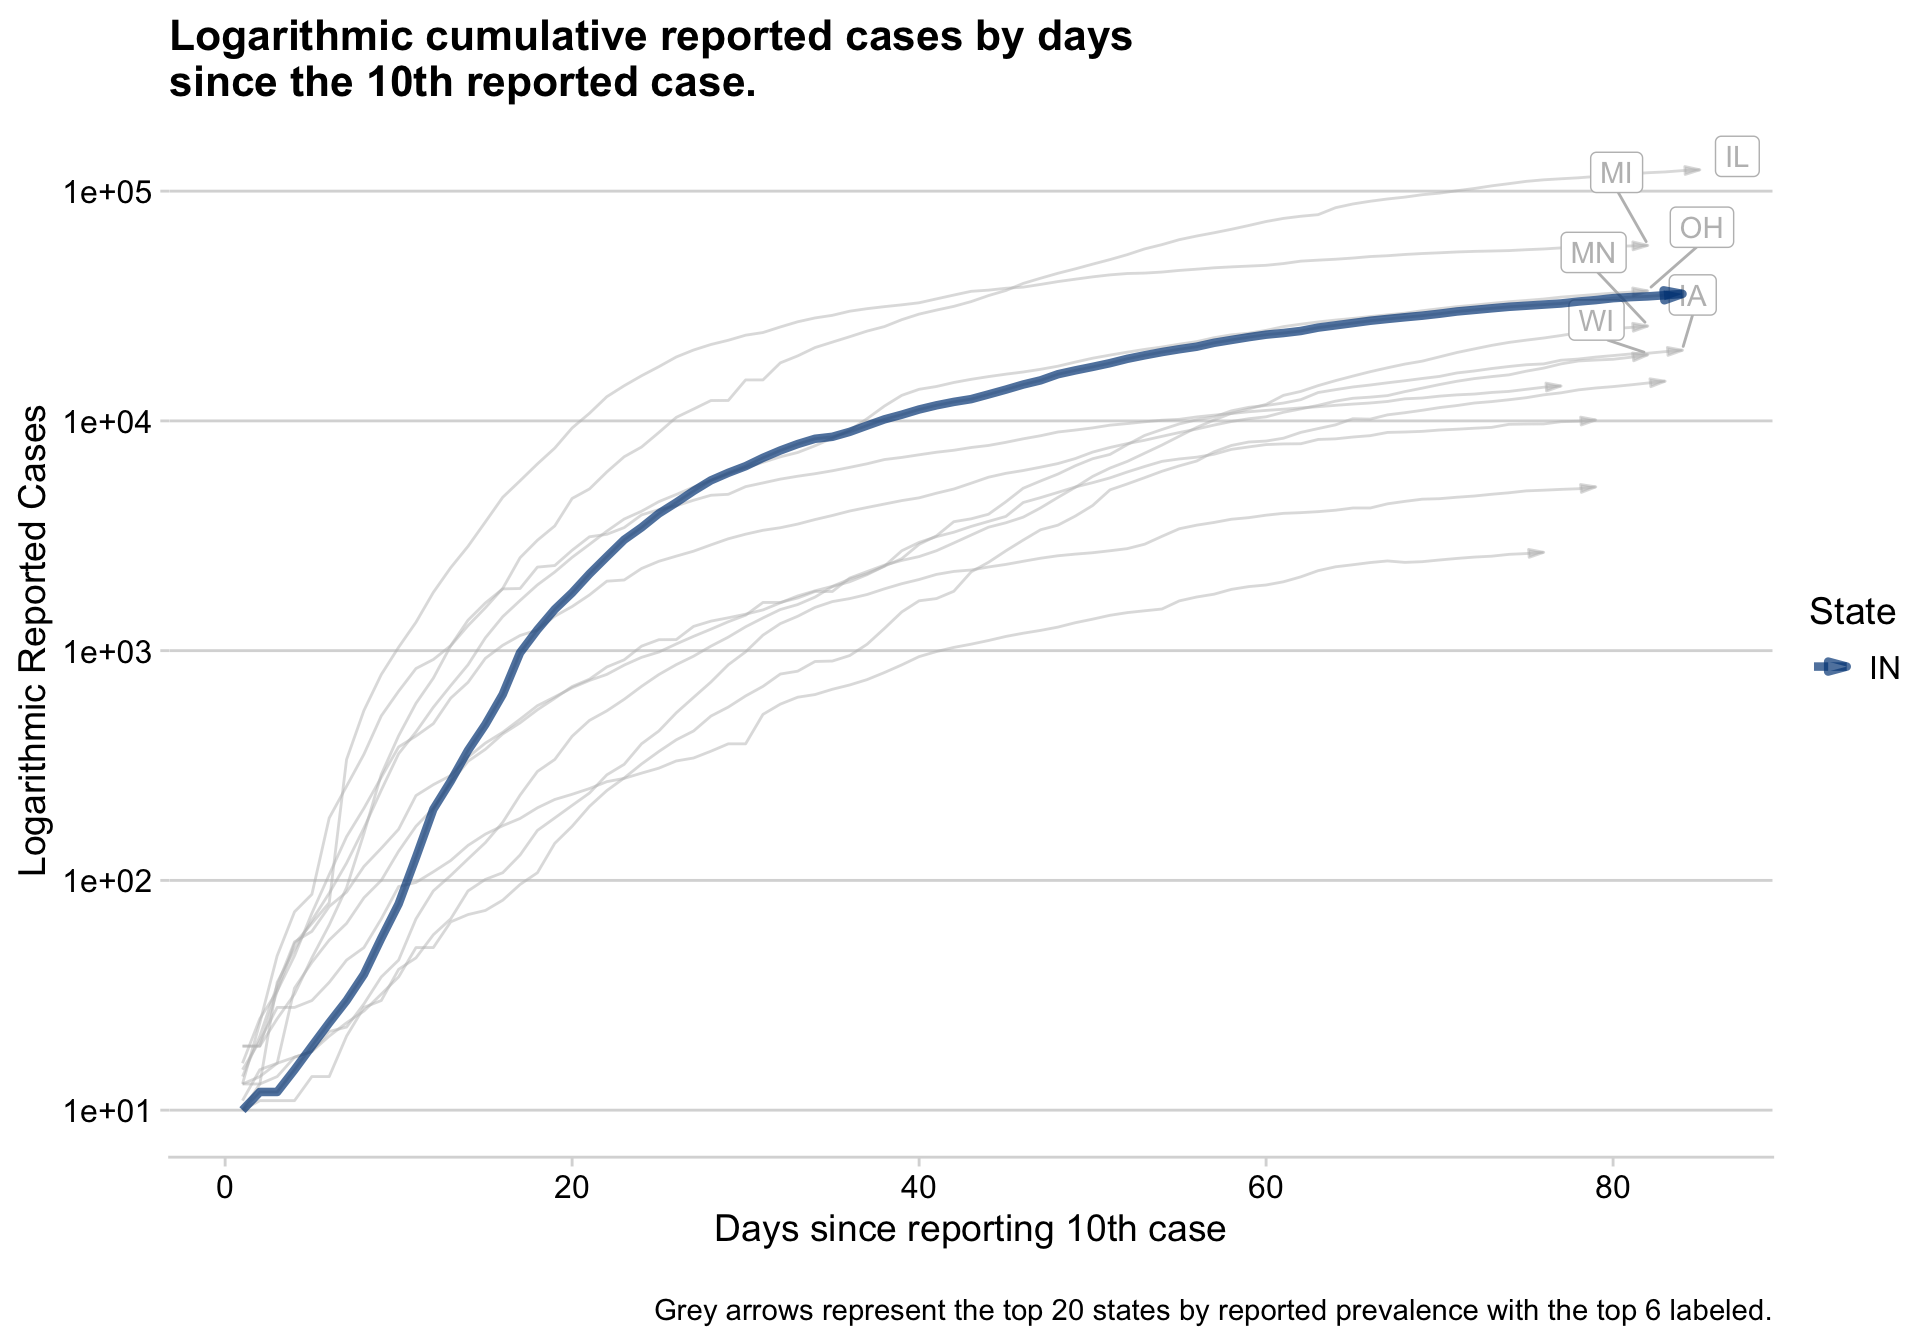 Logarithmic cumulative reported cases by days
since the 10th reported case.
IL
MI
1e+05
OH
MN
IA
WI
1e+04
Logarithmic Reported Cases
State
1e+03
IN
1e+02
1e+01
0 20 40 60 80
Days since reporting 10th case
Grey arrows represent the top 20 states by reported prevalence with the top 6 labeled.